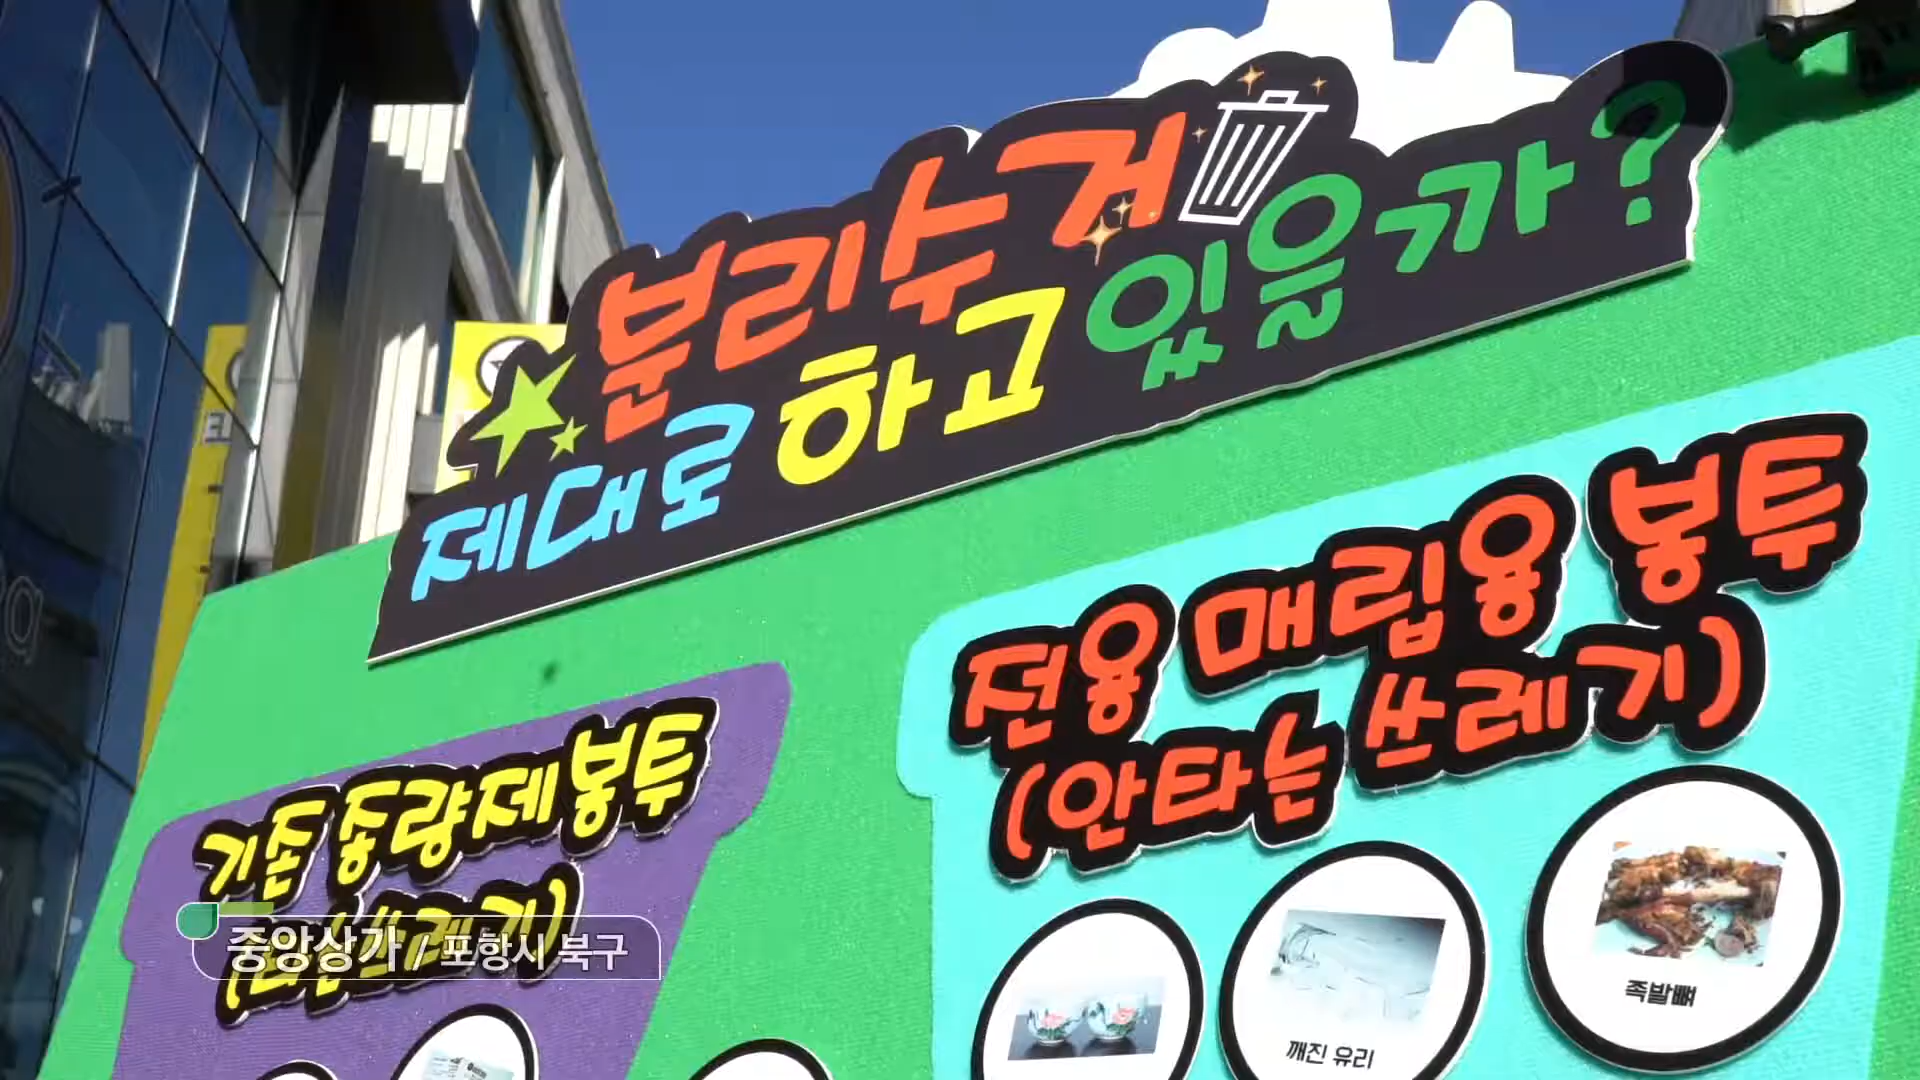 분리수거
제대로 하고 있을까?
전용 매립용 봉투
(안타는 쓰레기)
기존 종량제봉투
중앙상가 / 포항시 북구
깨진 유리
족발뼈